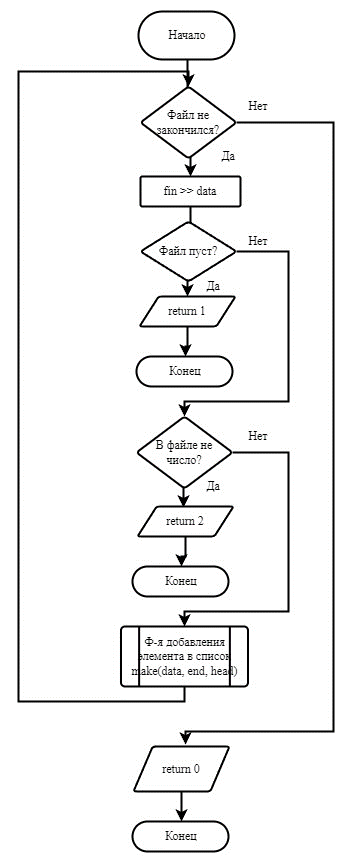 Начало
Файл не
закончился?
Нет
Да
fin >> data
Файл пуст?
Нет
Да
return 1
Конец
В файле не
число?
Нет
Да
return 2
Конец
Ф-я добавления
элемента в список
make(data, end, head)
return 0
Конец